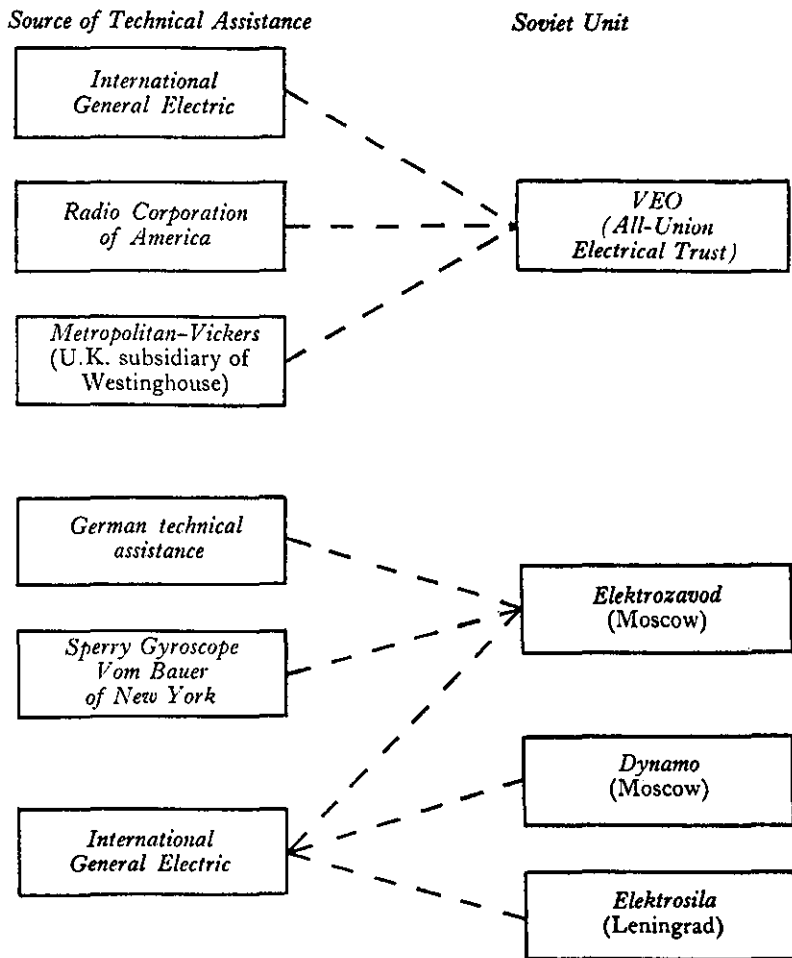 Source of Technical Assistance
Soviet Unit
International
General Electric
Radio Corporation
of America
VEO
(All-Union
Electrical Trust)
Metropolitan-Vickers
(U.K. subsidiary of
Westinghouse)
German technical
assistance
Elektrozavod
(Moscow)
Sperry Gyroscope
Vom Bauer
of New York
Dynamo
(Moscow)
International
General Electric
Elektrosila
(Leningrad)